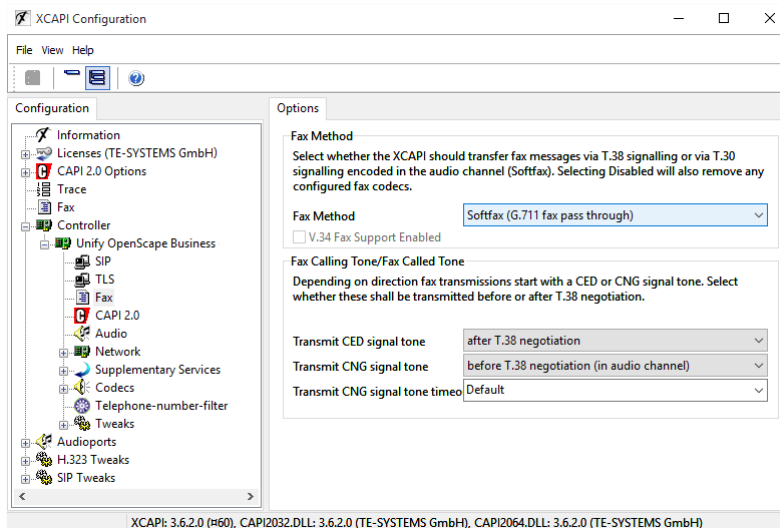 XCAPI Configuration
File View Help
Configuration
Information
Licenses (TE-SYSTEMS GmbH)
CAPI 2.0 Options
Trace
Fax
Controller
Unify OpenScape Business
SIP
TLS
Fax
CAPI 2.0
Audio
Network
Supplementary Services
Codecs
Telephone-number-filter
Tweaks
Audioports
H.323 Tweaks
SIP Tweaks
Options
Fax Method
Select whether the XCAPI should transfer fax messages via T.38 signalling or via T.30
signalling encoded in the audio channel (Softfax). Selecting Disabled will also remove any
configured fax codecs.
Fax Method Softfax (G.711 fax pass through)
V.34 Fax Support Enabled
Fax Calling Tone/Fax Called Tone
Depending on direction fax transmissions start with a CED or CNG signal tone. Select
whether these shall be transmitted before or after T.38 negotiation.
Transmit CED signal tone after T.38 negotiation
Transmit CNG signal tone before T.38 negotiation (in audio channel)
Transmit CNG signal tone timeo Default
XCAPI: 3.6.2.0 (¤60), CAPI2032.DLL: 3.6.2.0 (TE-SYSTEMS GmbH), CAPI2064.DLL: 3.6.2.0 (TE-SYSTEMS GmbH)